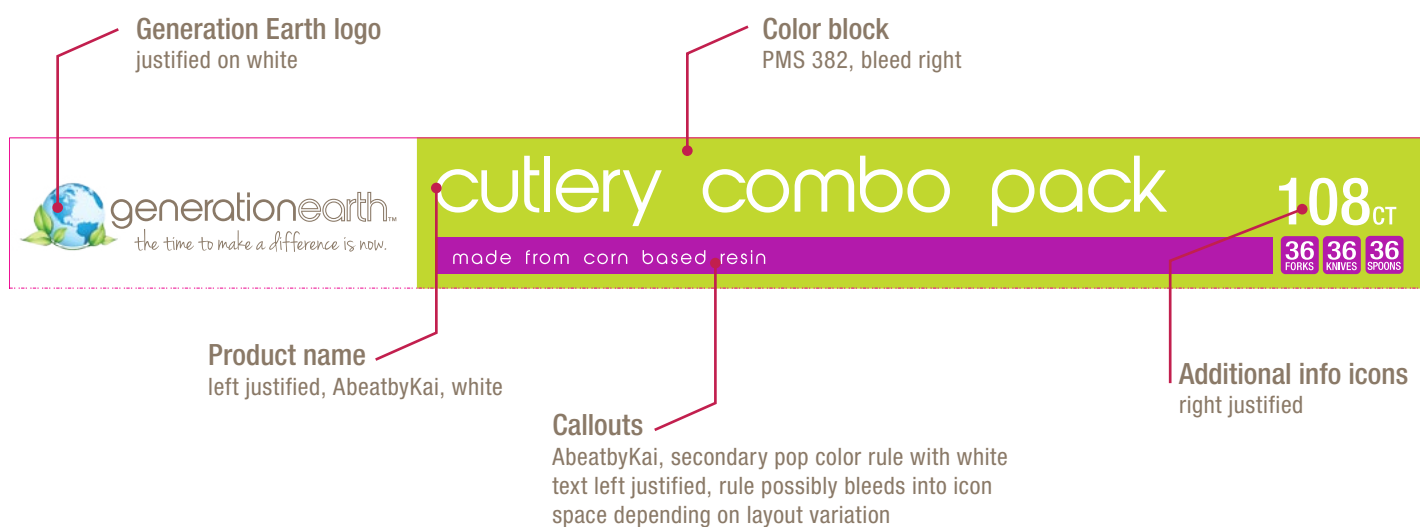 Generation Earth logo
justified on white
Color block
PMS 382, bleed right
generationearth™
the time to make a difference is now.
cutlery combo pack
made from corn based resin
108CT
36 FORKS
36 KNIVES
36 SPOONS
Product name
left justified, AbeatbyKai, white
Callouts
AbeatbyKai, secondary pop color rule with white
text left justified, rule possibly bleeds into icon
space depending on layout variation
Additional info icons
right justified